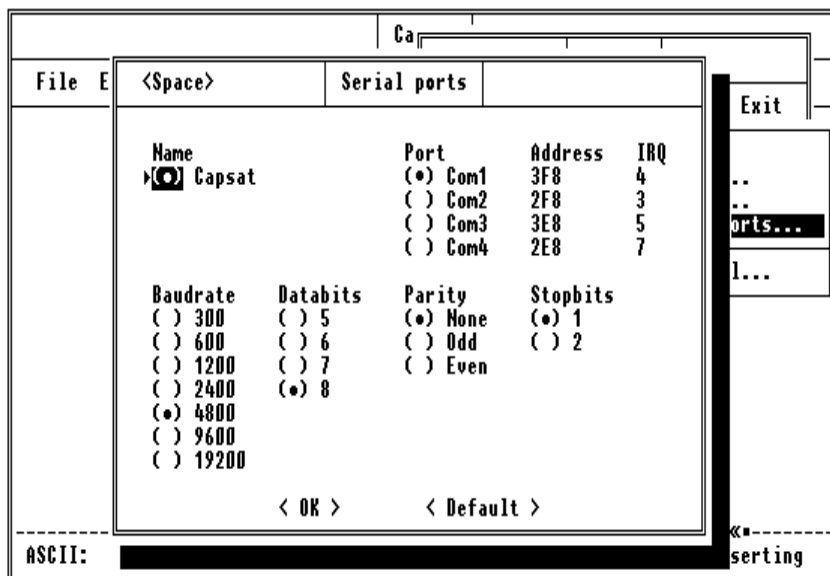 Ca
File E
<Space> Serial ports
Exit
Name Port Address IRQ
(•) Capsat (•) Com1 3F8 4
( ) Com2 2F8 3
( ) Com3 3E8 5
( ) Com4 2E8 7
..
..
orts...
l...
Baudrate Databits Parity Stopbits
( ) 300 ( ) 5 (•) None (•) 1
( ) 600 ( ) 6 ( ) Odd ( ) 2
( ) 1200 ( ) 7 ( ) Even
( ) 2400 (•) 8
(•) 4800
( ) 9600
( ) 19200
< OK > < Default >
ASCII: serting